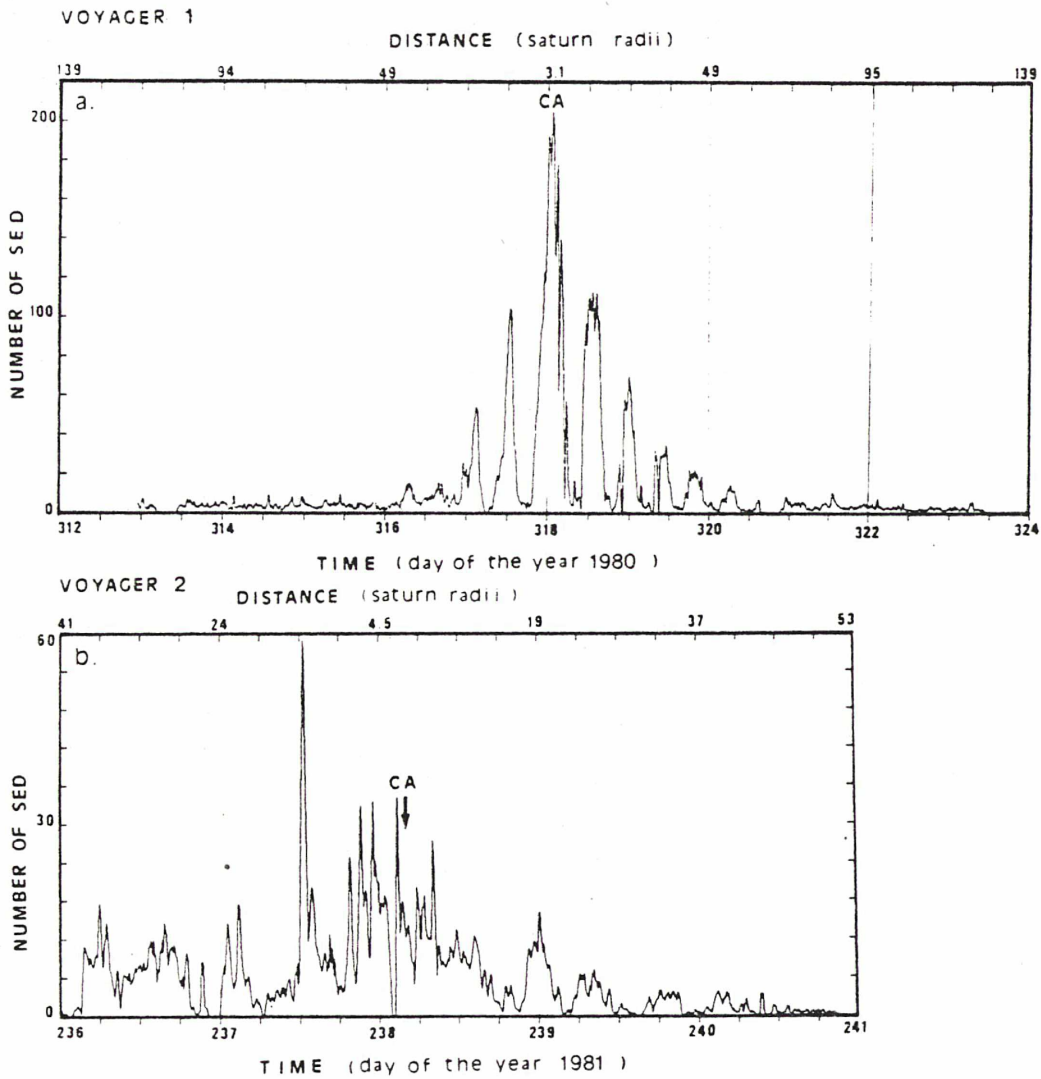 VOYAGER 1
DISTANCE (saturn radii)
139 94 49 3.1 49 95 139
a.
CA
200
100
0
NUMBER OF SED
312 314 316 318 320 322 324
TIME (day of the year 1980 )
VOYAGER 2
DISTANCE (saturn radii)
41 24 4.5 19 37 53
60
b.
CA
30
0
NUMBER OF SED
236 237 238 239 240 241
TIME (day of the year 1981)